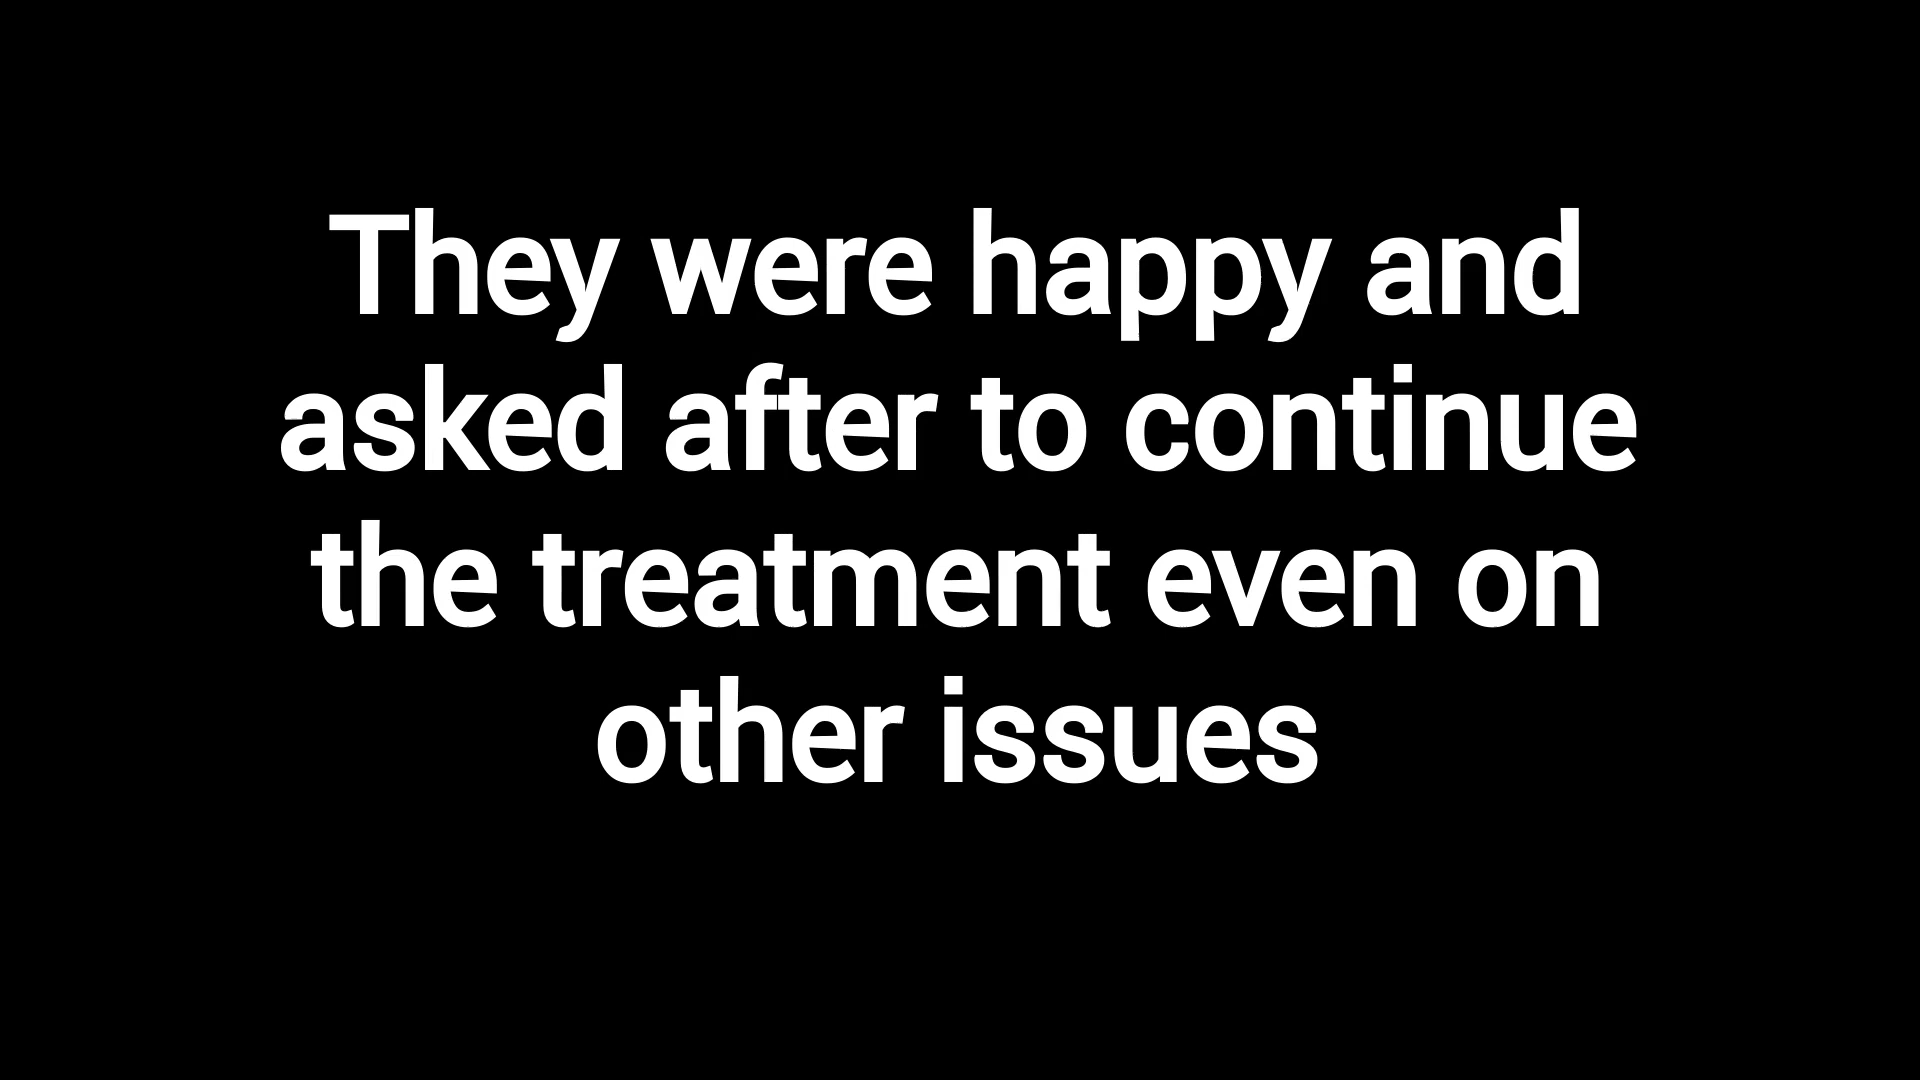 They were happy and
asked after to continue
the treatment even on
other issues